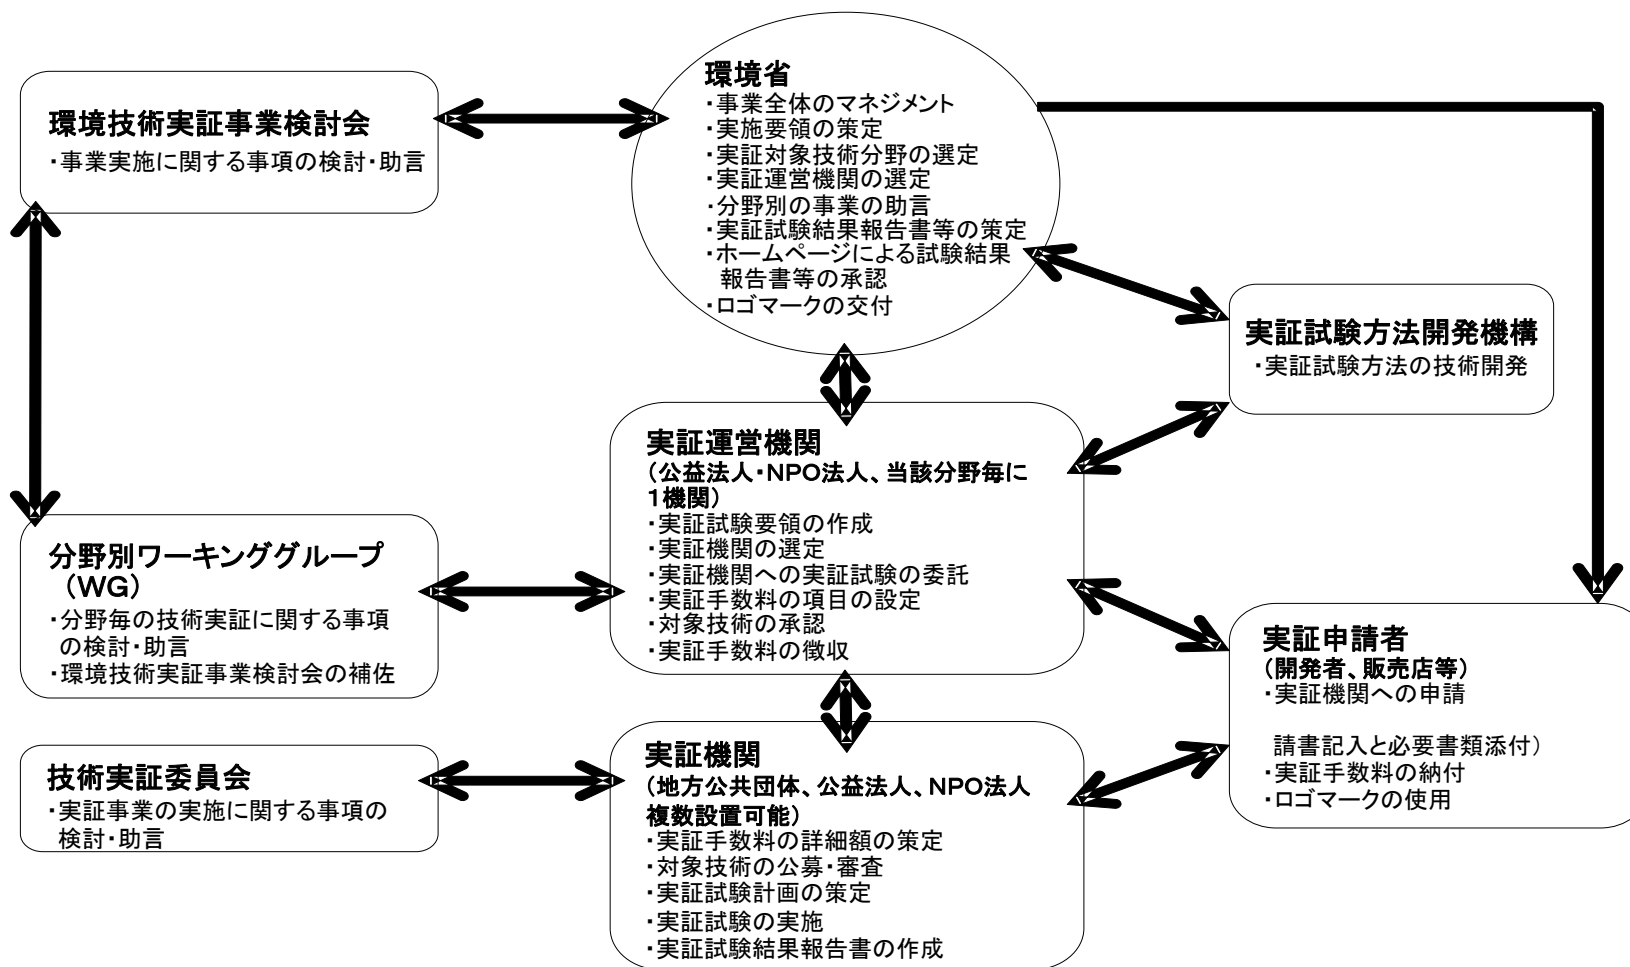 環境省
・事業全体のマネジメント
・実施要領の策定
・実証対象技術分野の選定
・実証運営機関の選定
・分野別の事業の助言
・実証試験結果報告書等の策定
・ホームページによる試験結果
報告書等の承認
・ロゴマークの交付
環境技術実証事業検討会
・事業実施に関する事項の検討・助言
実証試験方法開発機構
・実証試験方法の技術開発
実証運営機関
(公益法人・NPO法人、当該分野毎に
1機関)
・実証試験要領の作成
・実証機関の選定
・実証機関への実証試験の委託
・実証手数料の項目の設定
・対象技術の承認
・実証手数料の徴収
分野別ワーキンググループ
(WG)
・分野毎の技術実証に関する事項
の検討・助言
・環境技術実証事業検討会の補佐
実証申請者
(開発者、販売店等)
・実証機関への申請
請書記入と必要書類添付)
・実証手数料の納付
・ロゴマークの使用
技術実証委員会
・実証事業の実施に関する事項の
検討・助言
実証機関
(地方公共団体、公益法人、NPO法人
複数設置可能)
・実証手数料の詳細額の策定
・対象技術の公募・審査
・実証試験計画の策定
・実証試験の実施
・実証試験結果報告書の作成